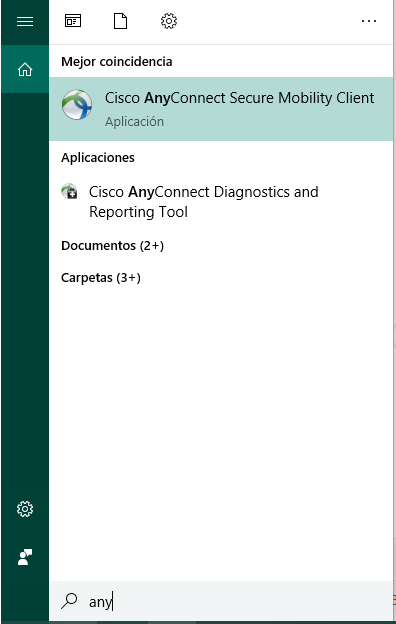 Mejor coincidencia
Cisco AnyConnect Secure Mobility Client
Aplicación
Aplicaciones
Cisco AnyConnect Diagnostics and
Reporting Tool
Documentos (2+)
Carpetas (3+)
any